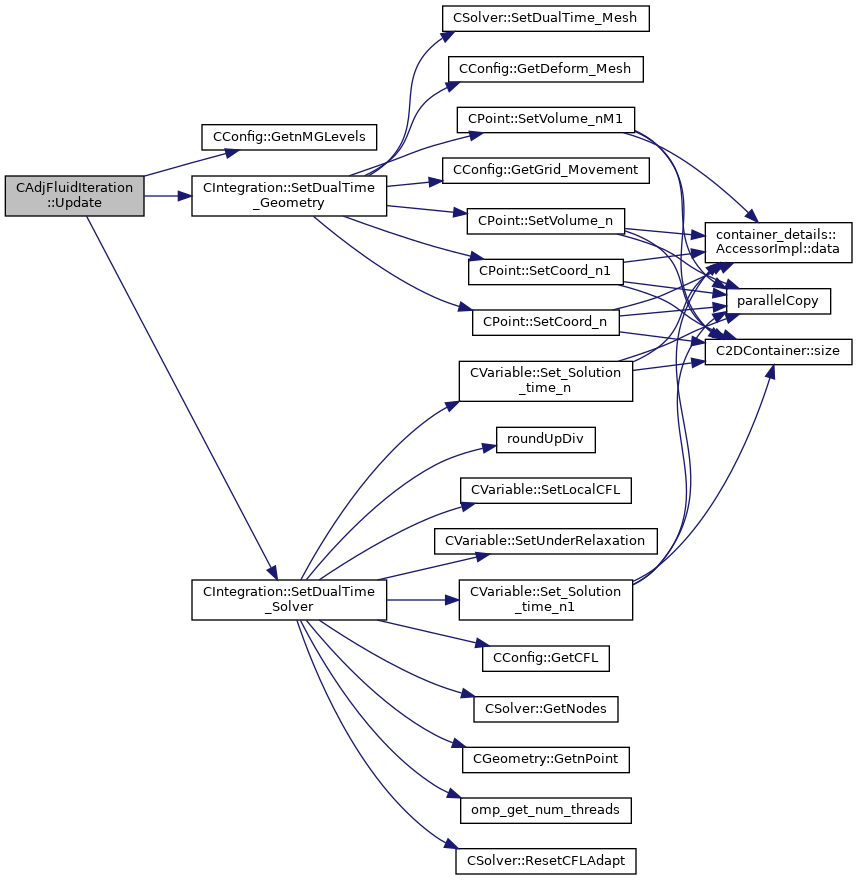 CSolver::SetDualTime_Mesh
CConfig::GetDeform_Mesh
CPoint::SetVolume_nM1
CConfig::GetnMGLevels
CConfig::GetGrid_Movement
CAdjFluidIteration
::Update
CIntegration::SetDualTime
_Geometry
CPoint::SetVolume_n
container_details::
AccessorImpl::data
CPoint::SetCoord_n1
parallelCopy
CPoint::SetCoord_n
C2DContainer::size
CVariable::Set_Solution
_time_n
roundUpDiv
CVariable::SetLocalCFL
CVariable::SetUnderRelaxation
CIntegration::SetDualTime
_Solver
CVariable::Set_Solution
_time_n1
CConfig::GetCFL
CSolver::GetNodes
CGeometry::GetnPoint
omp_get_num_threads
CSolver::ResetCFLAdapt